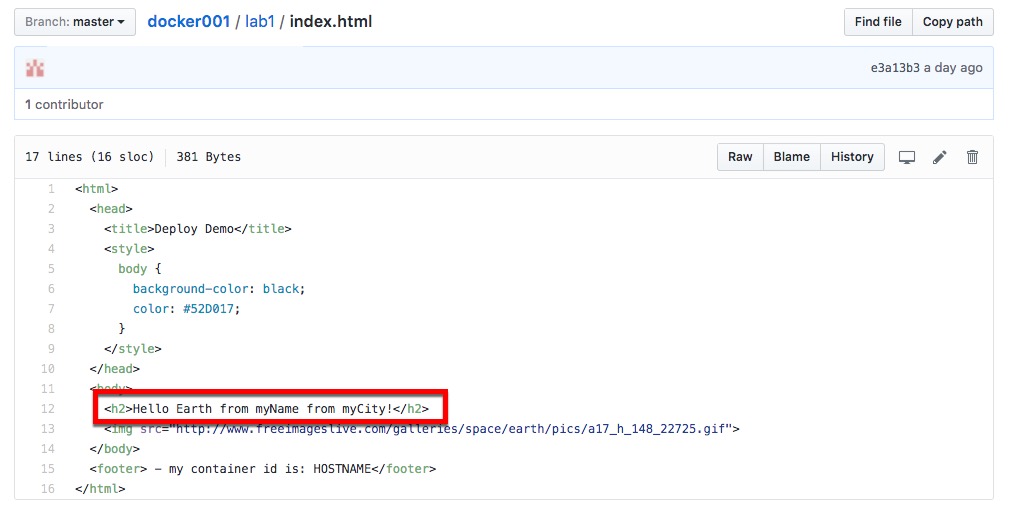 Branch: master docker001 / lab1 / index.html Find file Copy path
e3a13b3 a day ago
1 contributor
17 lines (16 sloc) 381 Bytes Raw Blame History
1 <html>
2 <head>
3 <title>Deploy Demo</title>
4 <style>
5 body {
6 background-color: black;
7 color: #52D017;
8 }
9 </style>
10 </head>
11 <body>
12 <h2>Hello Earth from myName from myCity!</h2>
13 <img src="http://www.freeimageslive.com/galleries/space/earth/pics/a17_h_148_22725.gif">
14 </body>
15 <footer> - my container id is: HOSTNAME</footer>
16 </html>